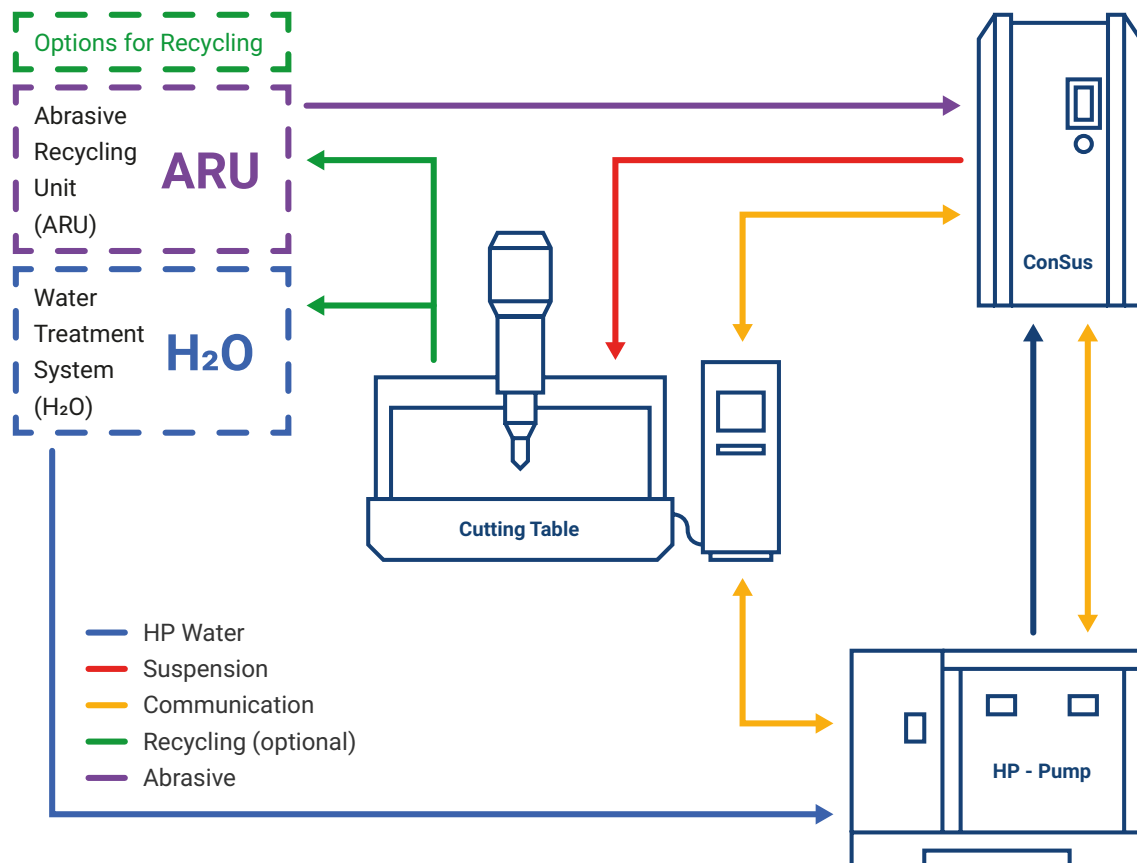 Options for Recycling
Abrasive
Recycling
Unit
(ARU)
ARU
Water
Treatment
System
(H₂O)
H₂O
ConSus
Cutting Table
HP Water
Suspension
Communication
Recycling (optional)
Abrasive
HP - Pump